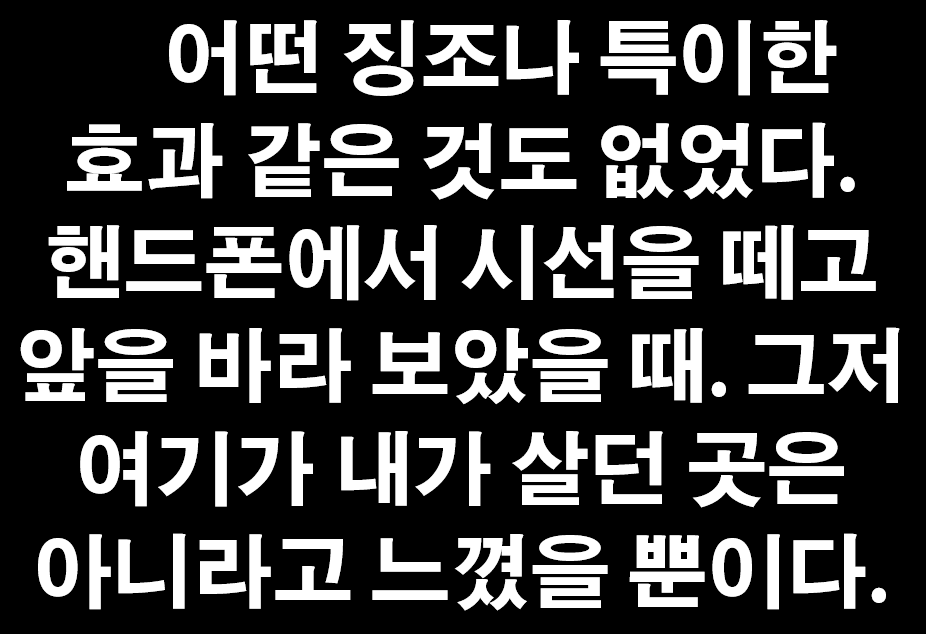 어떤 징조나 특이한
효과 같은 것도 없었다.
핸드폰에서 시선을 떼고
앞을 바라 보았을 때. 그저
여기가 내가 살던 곳은
아니라고 느꼈을 뿐이다.